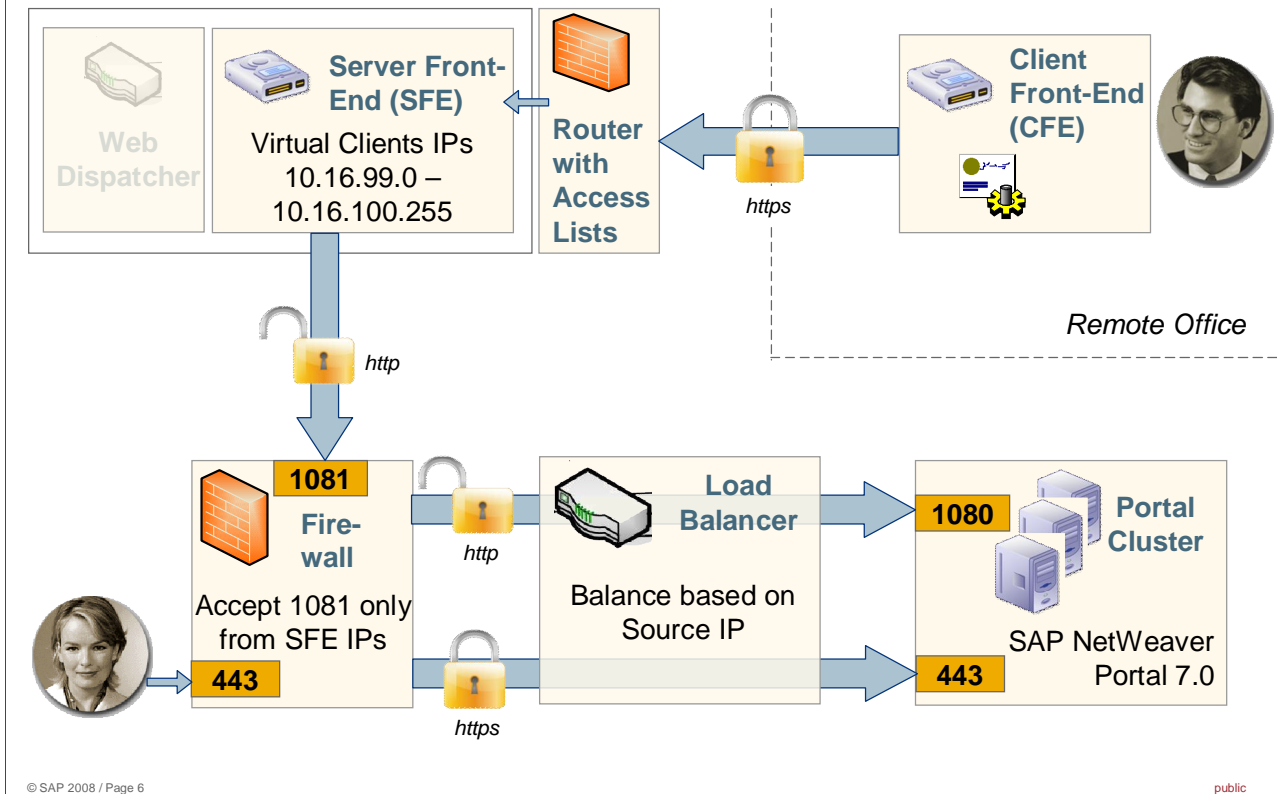 Web
Dispatcher
Server Front-
End (SFE)
Virtual Clients IPs
10.16.99.0 –
10.16.100.255
Router
with
Access
Lists
https
Client
Front-End
(CFE)
Remote Office
http
1081
Fire-
wall
Accept 1081 only
from SFE IPs
443
http
https
Load
Balancer
Balance based on
Source IP
1080
Portal
Cluster
SAP NetWeaver
Portal 7.0
443
© SAP 2008 / Page 6
public